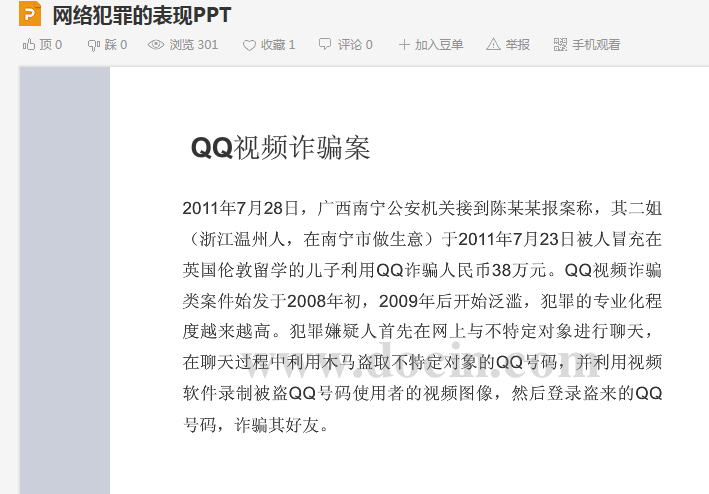 网络犯罪的表现PPT
顶 0 踩 0 浏览 301 收藏 1 评论 0 加入豆单 举报 手机观看
QQ视频诈骗案
2011年7月28日，广西南宁公安机关接到陈某某报案称，其二姐
（浙江温州人，在南宁市做生意）于2011年7月23日被人冒充在
英国伦敦留学的儿子利用QQ诈骗人民币38万元。QQ视频诈骗
类案件始发于2008年初，2009年后开始泛滥，犯罪的专业化程
度越来越高。犯罪嫌疑人首先在网上与不特定对象进行聊天，
在聊天过程中利用木马盗取不特定对象的QQ号码，并利用视频
软件录制被盗QQ号码使用者的视频图像，然后登录盗来的QQ
号码，诈骗其好友。
www.docin.com